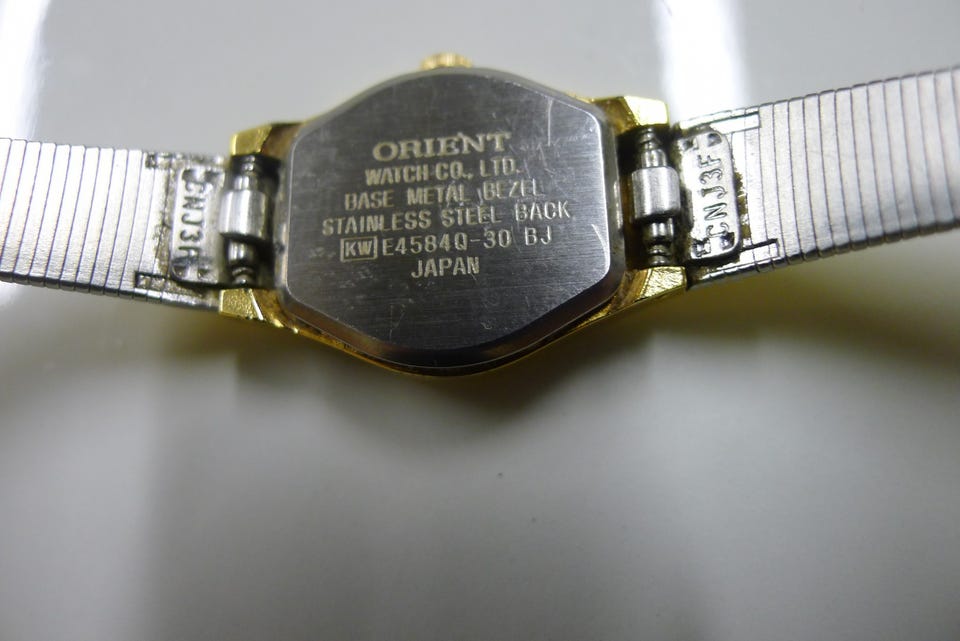 ORIENT
WATCH CO., LTD.
BASE METAL BEZEL
STAINLESS STEEL BACK
KW E4584Q-30 BJ
JAPAN
CNJ3F
CNJ3F